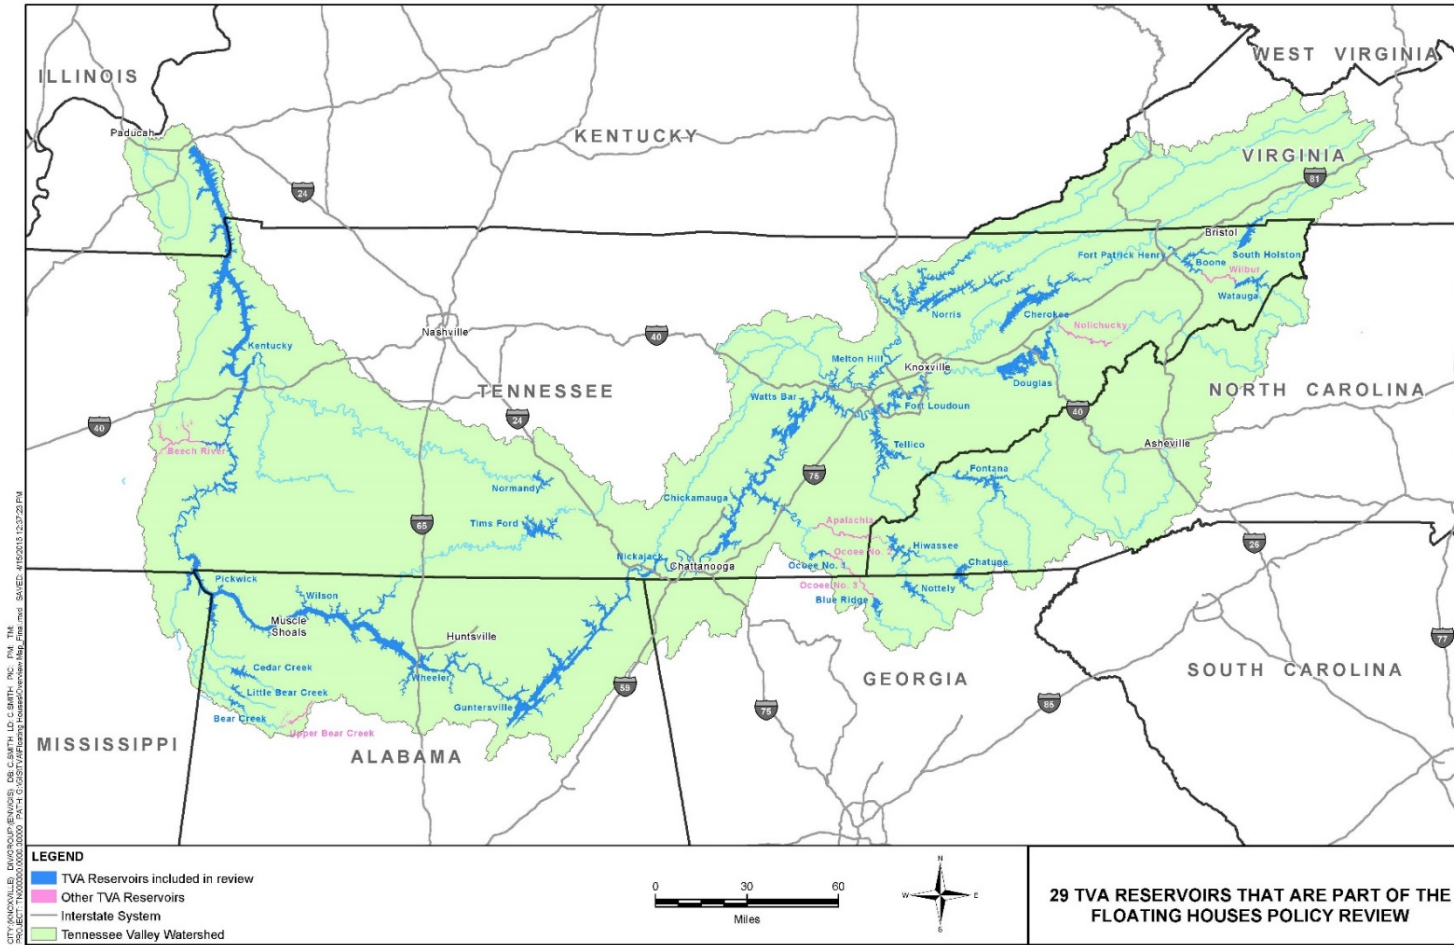 ILLINOIS
WEST VIRGINIA
Paducah
KENTUCKY
VIRGINIA
24
81
Bristol
Fort Patrick Henry
South Holston
Boone
Wilbur
Watauga
Norris
Cherokee
Nolichucky
Nashville
40
Kentucky
Melton Hill
Knoxville
Douglas
TENNESSEE
Watts Bar
Fort Loudoun
NORTH CAROLINA
24
40
40
Beech River
Tellico
Asheville
Fontana
75
Normandy
Chickamauga
65
Tims Ford
Apalachia
Hiwassee
26
Nickajack
Ocoee No. 2
Chattanooga
Ocoee No. 1
Chatuge
Pickwick
Ocoee No. 3
Nottely
Blue Ridge
Wilson
Muscle
Shoals
Huntsville
77
Cedar Creek
Wheeler
GEORGIA
SOUTH CAROLINA
59
Little Bear Creek
Guntersville
75
85
Bear Creek
Upper Bear Creek
MISSISSIPPI
ALABAMA
LEGEND
TVA Reservoirs included in review
Other TVA Reservoirs
Interstate System
Tennessee Valley Watershed
0 30 60
Miles
N
W E
S
29 TVA RESERVOIRS THAT ARE PART OF THE
FLOATING HOUSES POLICY REVIEW